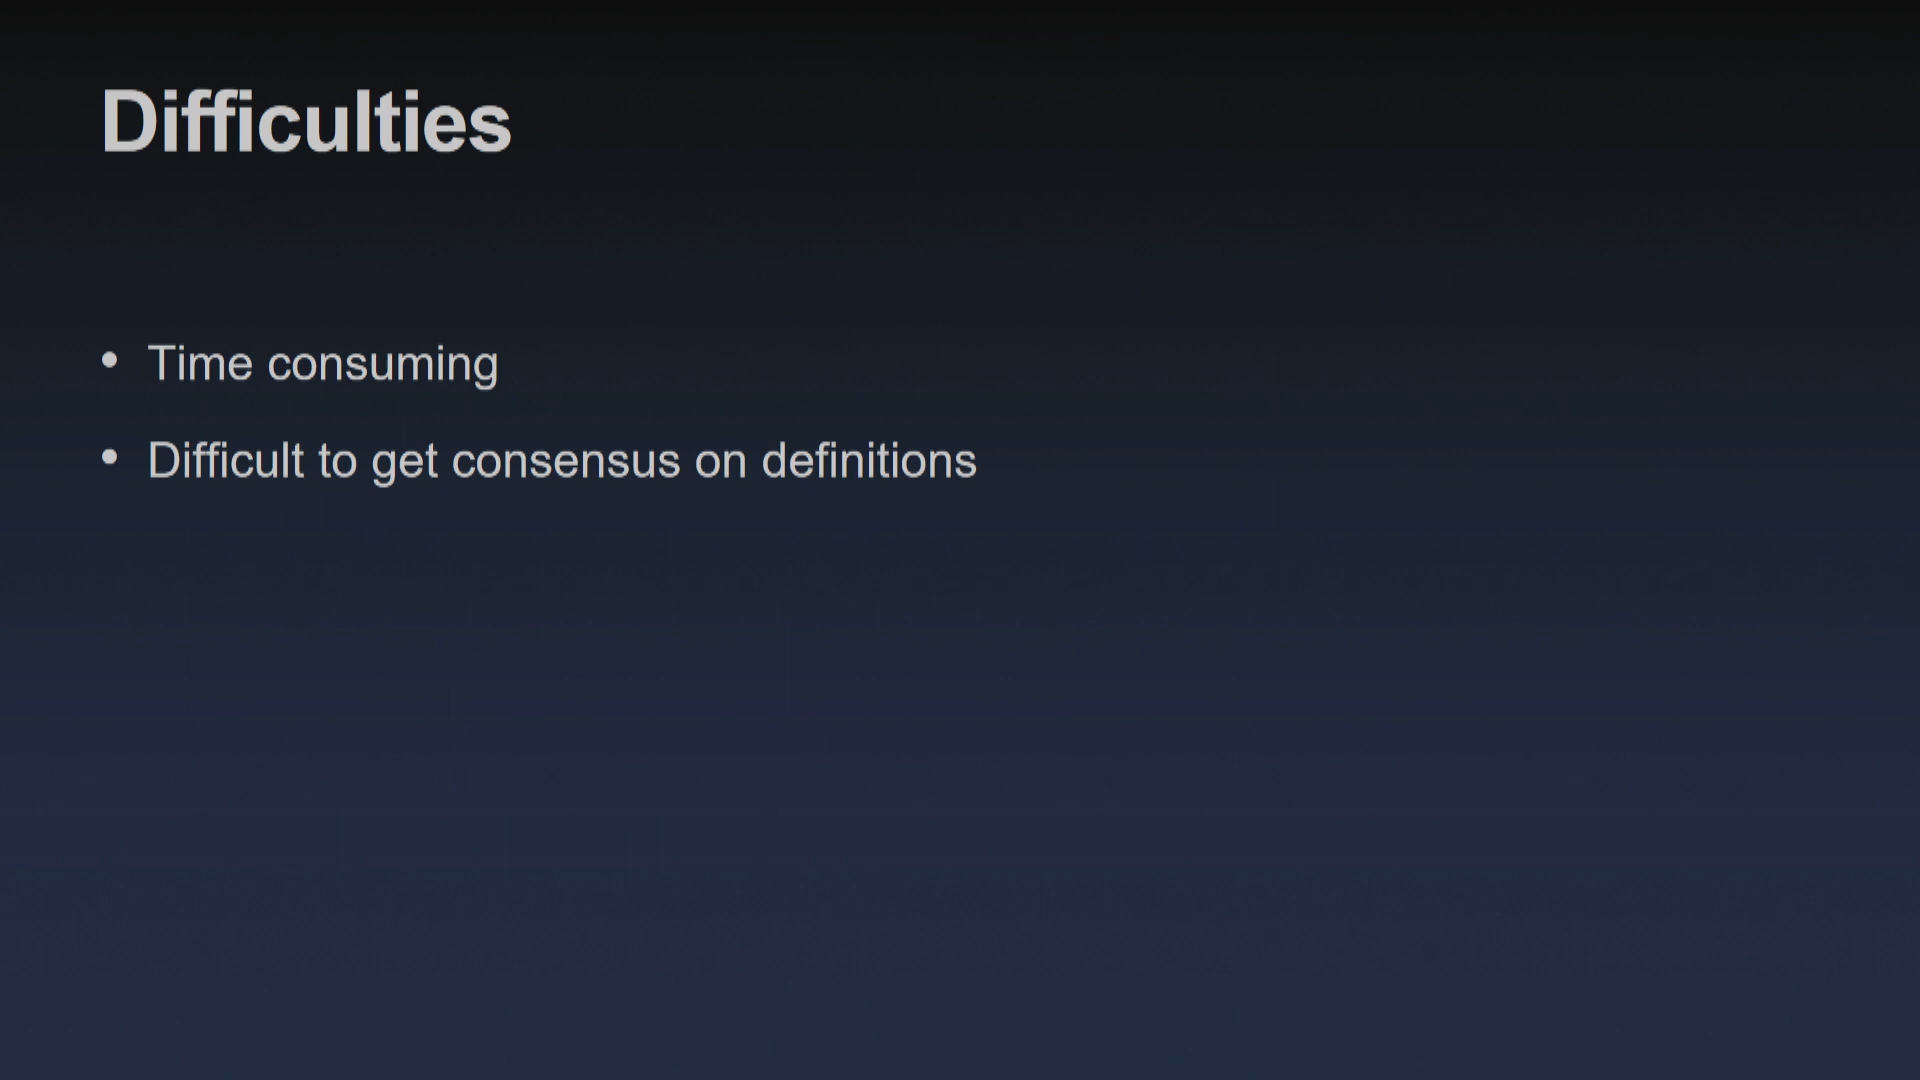 Difficulties
• Time consuming
• Difficult to get consensus on definitions